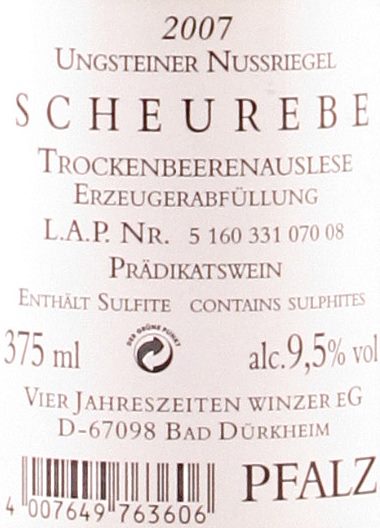 2007
UNGSTEINER NUSSRIEGEL
SCHEUREBE
TROCKENBEERENAUSLESE
ERZEUGERABFÜLLUNG
L.A.P. NR. 5 160 331 070 08
PRÄDIKATSWEIN
ENTHÄLT SULFITE CONTAINS SULPHITES
375 ml DER GRÜNE PUNKT alc.9,5% vol
VIER JAHRESZEITEN WINZER EG
D-67098 BAD DÜRKHEIM
PFALZ
4 007649 763606